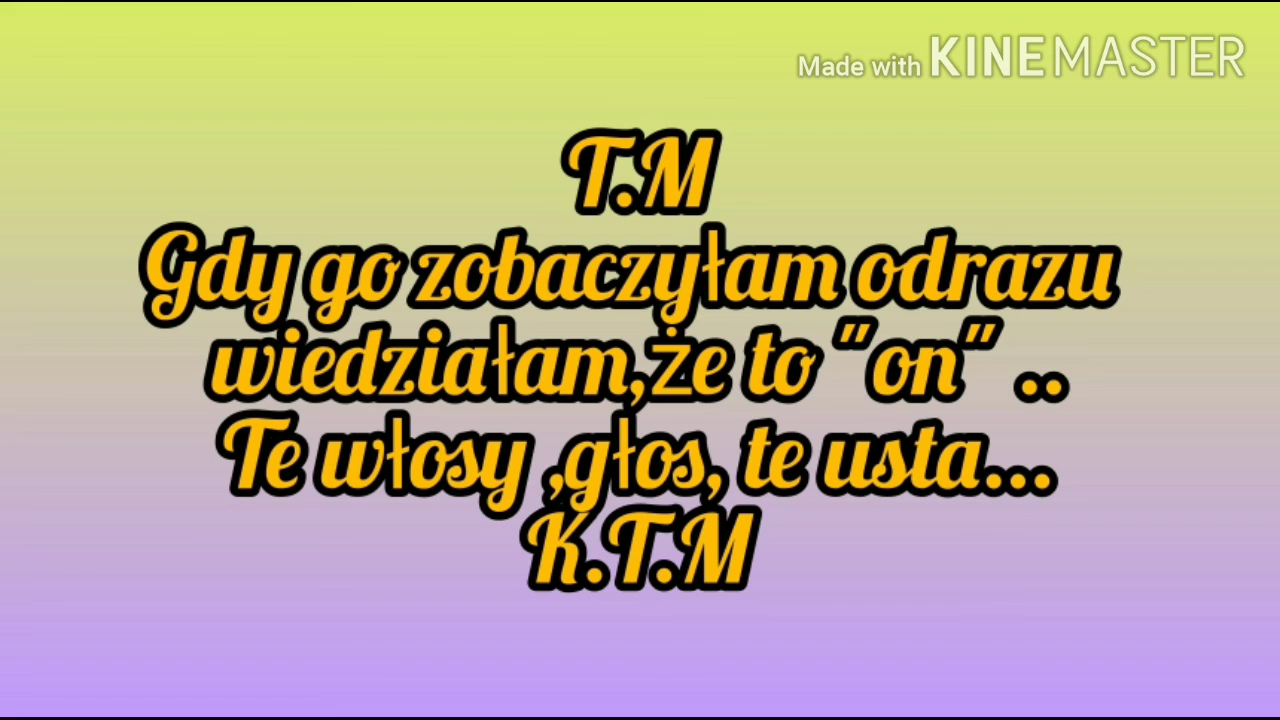 Made with KINEMASTER
T.M
Gdy go zobaczyłam odrazu
wiedziałam,że to "on" ..
Te włosy ,głos, te usta...
K.T.M